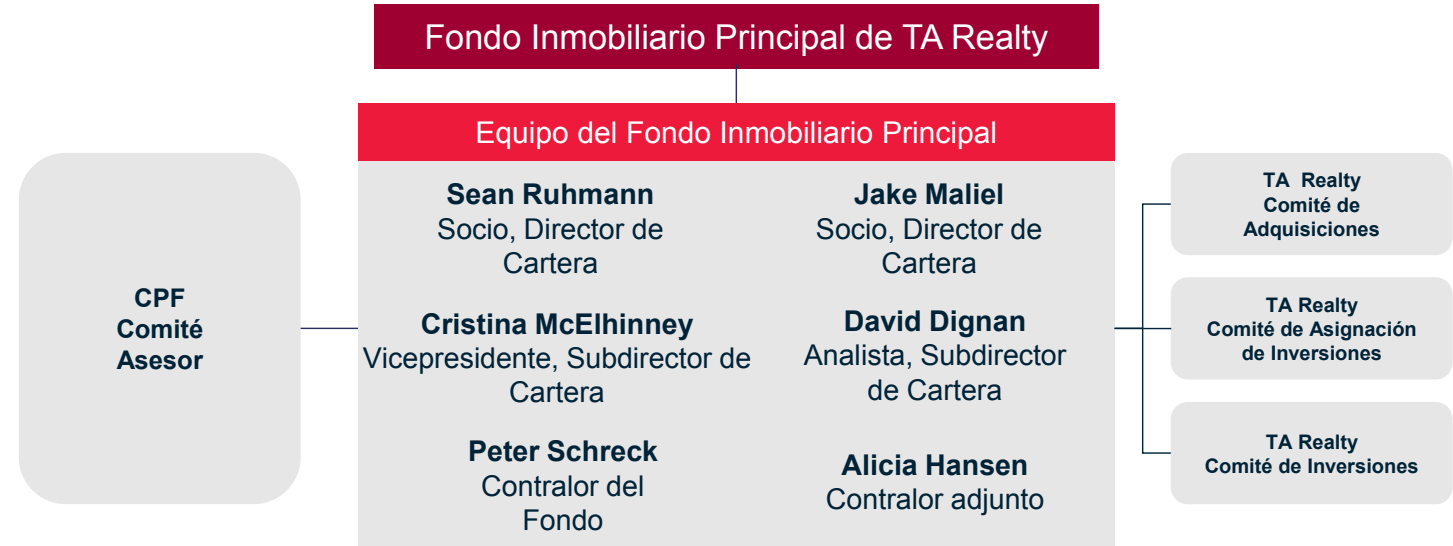 Fondo Inmobiliario Principal de TA Realty
Equipo del Fondo Inmobiliario Principal
CPF
Comité
Asesor
Sean Ruhmann
Socio, Director de
Cartera
Jake Maliel
Socio, Director de
Cartera
Cristina McElhinney
Vicepresidente, Subdirector de
Cartera
David Dignan
Analista, Subdirector
de Cartera
Peter Schreck
Contralor del
Fondo
Alicia Hansen
Contralor adjunto
TA Realty
Comité de
Adquisiciones
TA Realty
Comité de Asignación
de Inversiones
TA Realty
Comité de Inversiones